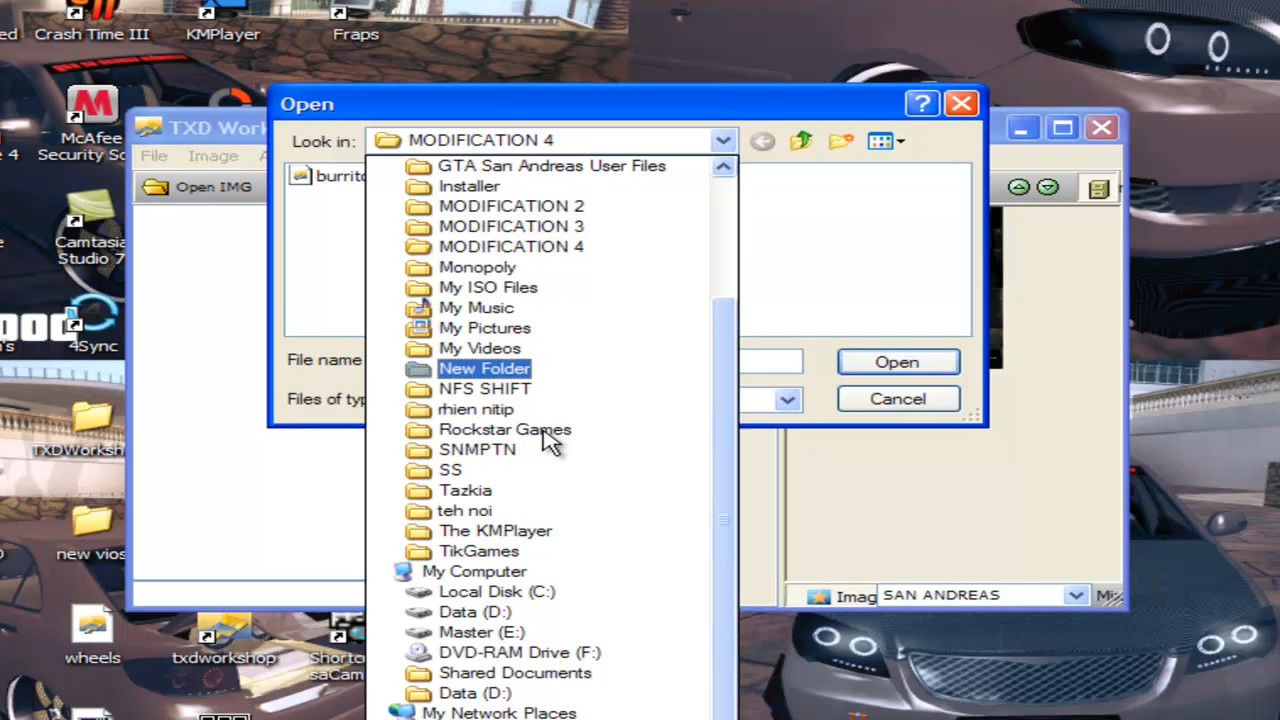 ed
Crash Time III
KMPlayer
Fraps
McAfee
Security Sc
4
Camtasia
Studio 7
's
4Sync
TXDWorksh
new vios
wheels
txdworkshop
Shortc
saCam
TXD Work
File
Image
Open IMG
Open
Look in:
MODIFICATION 4
burrito
File name
Files of typ
Open
Cancel
GTA San Andreas User Files
Installer
MODIFICATION 2
MODIFICATION 3
MODIFICATION 4
Monopoly
My ISO Files
My Music
My Pictures
My Videos
New Folder
NFS SHIFT
rhien nitip
Rockstar Games
SNMPTN
SS
Tazkia
teh noi
The KMPlayer
TikGames
My Computer
Local Disk (C:)
Data (D:)
Master (E:)
DVD-RAM Drive (F:)
Shared Documents
Data (D:)
My Network Places
Imag
SAN ANDREAS